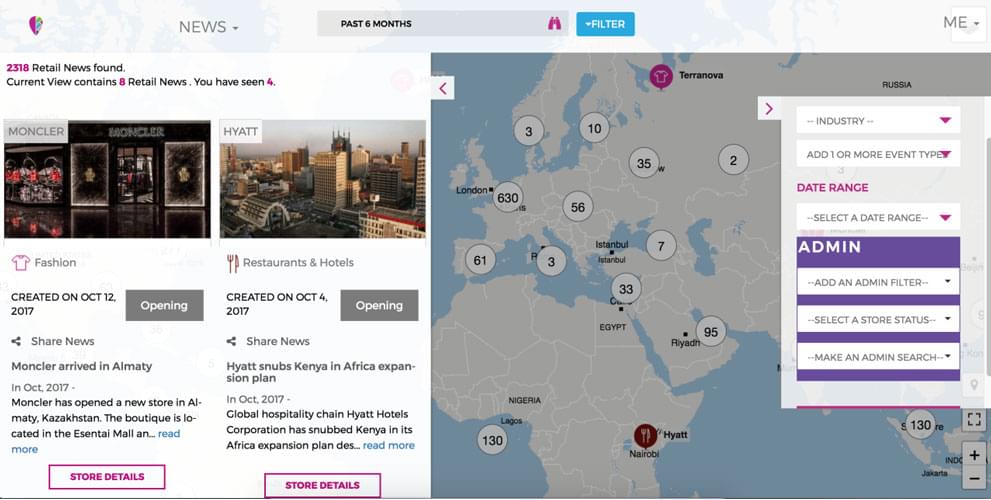 NEWS
PAST 6 MONTHS
FILTER
ME
2318 Retail News found.
Current View contains 8 Retail News . You have seen 4.
MONCLER
MONCLER
Fashion
CREATED ON OCT 12,
2017
Opening
Share News
Moncler arrived in Almaty
In Oct, 2017 -
Moncler has opened a new store in Al-
maty, Kazakhstan. The boutique is lo-
cated in the Esentai Mall an... read
more
STORE DETAILS
HYATT
Restaurants & Hotels
CREATED ON OCT 4,
2017
Opening
Share News
Hyatt snubs Kenya in Africa expan-
sion plan
In Oct, 2017 -
Global hospitality chain Hyatt Hotels
Corporation has snubbed Kenya in its
Africa expansion plan des... read more
STORE DETAILS
Terranova
RUSSIA
3
10
35
2
London
630
56
61
3
Istanbul
Istanbul
7
33
EGYPT
Riyadh
95
NIGERIA
Lagos
130
Hyatt
Nairobi
130
Jakarta
-- INDUSTRY --
ADD 1 OR MORE EVENT TYPES
DATE RANGE
--SELECT A DATE RANGE--
ADMIN
--ADD AN ADMIN FILTER--
--SELECT A STORE STATUS--
--MAKE AN ADMIN SEARCH--
+
−